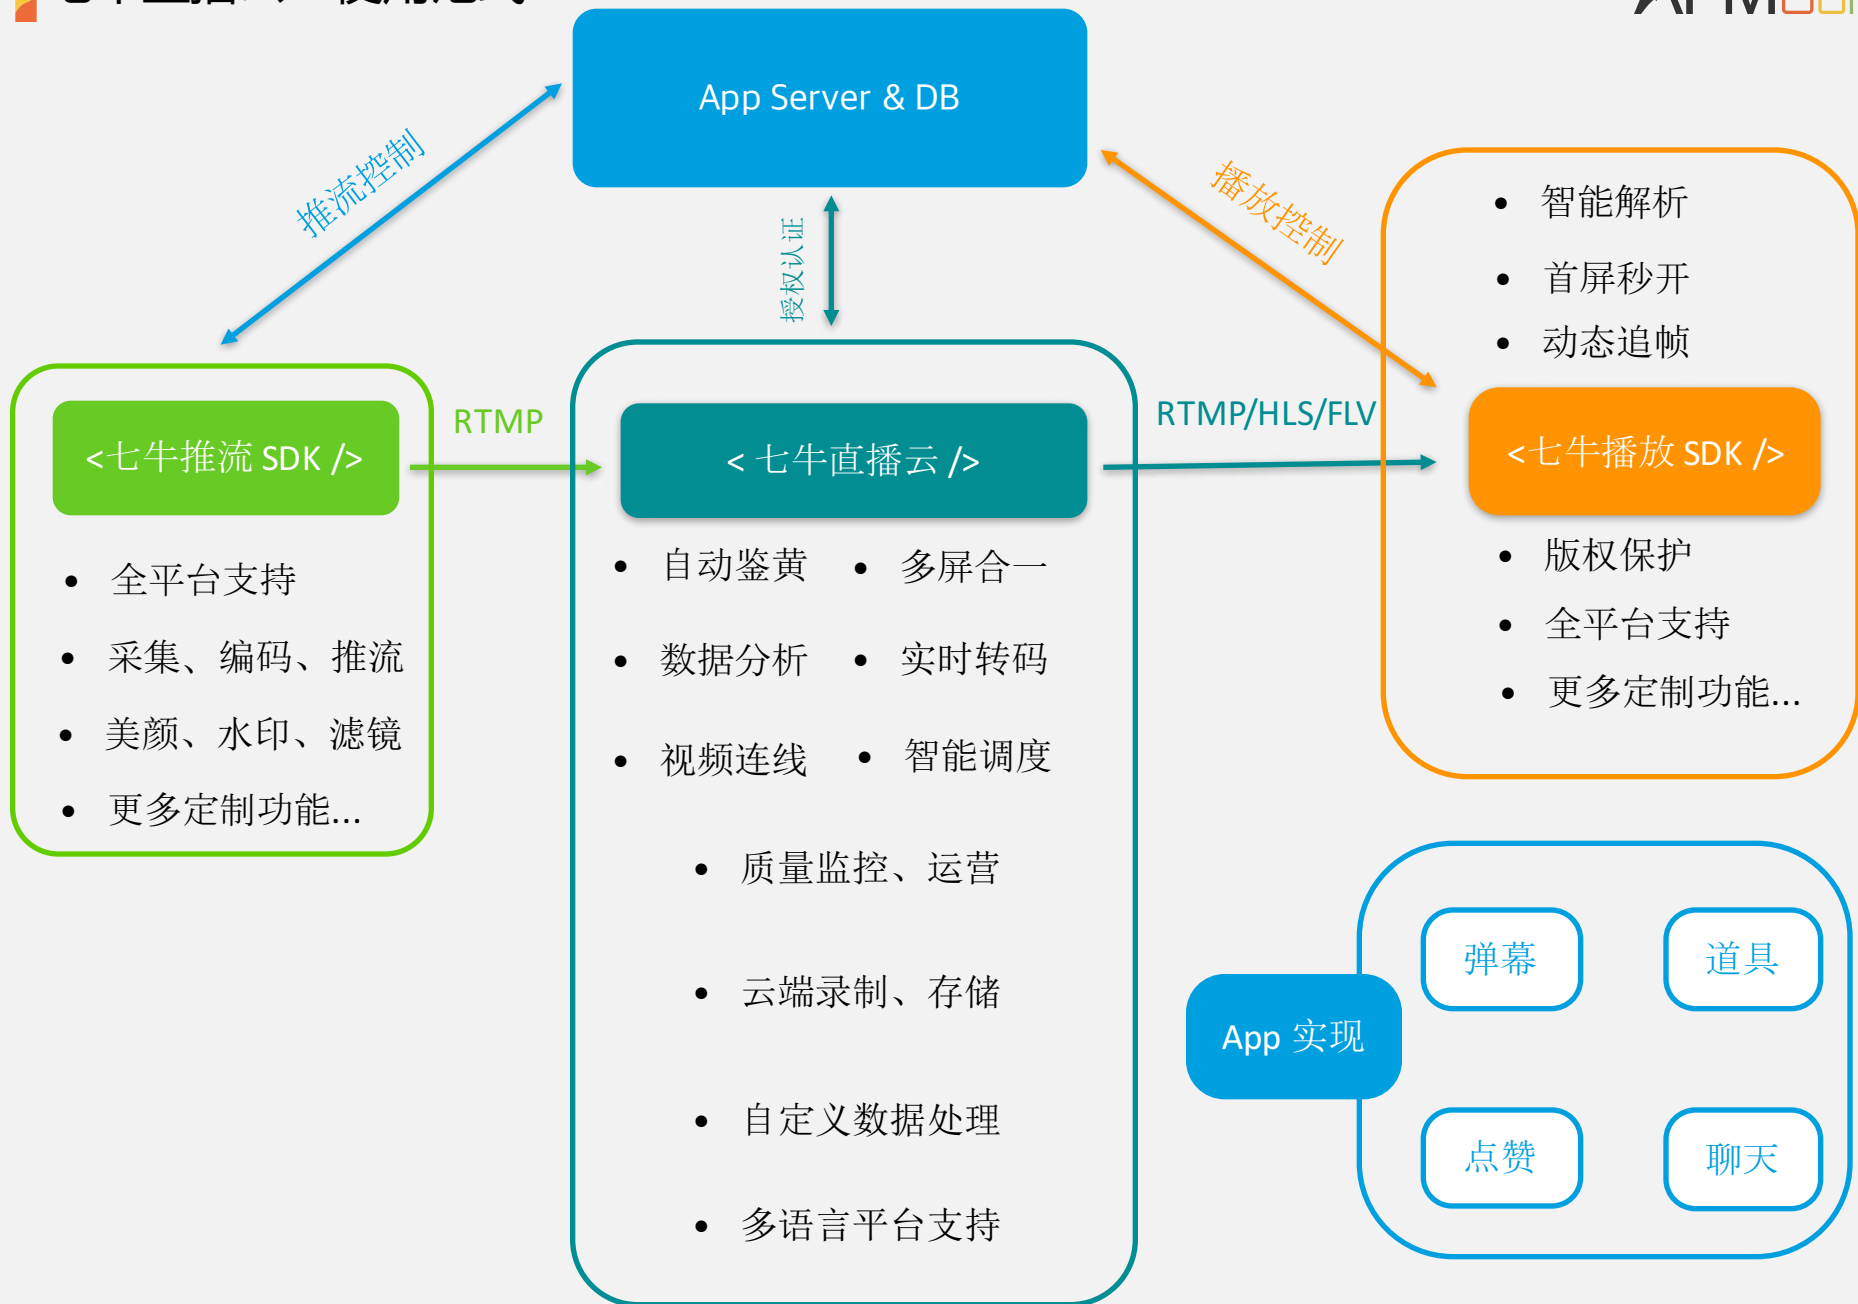 App Server & DB
推流控制
授权认证
播放控制
<七牛推流 SDK />
全平台支持
采集、编码、推流
美颜、水印、滤镜
更多定制功能...
RTMP
< 七牛直播云 />
自动鉴黄
多屏合一
数据分析
实时转码
视频连线
智能调度
质量监控、运营
云端录制、存储
自定义数据处理
多语言平台支持
RTMP/HLS/FLV
智能解析
首屏秒开
动态追帧
<七牛播放 SDK />
版权保护
全平台支持
更多定制功能...
App 实现
弹幕
道具
点赞
聊天